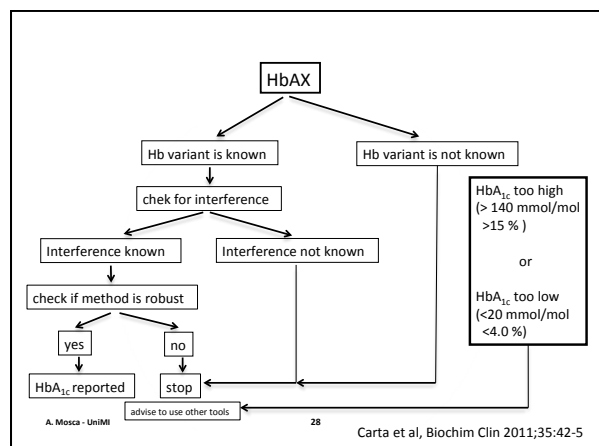 HbAX
Hb variant is known
Hb variant is not known
chek for interference
Interference known
Interference not known
check if method is robust
yes
no
HbA1c reported
stop
advise to use other tools
HbA1c too high
(> 140 mmol/mol
>15 % )
or
HbA1c too low
(<20 mmol/mol
<4.0 %)
A. Mosca - UniMI
28
Carta et al, Biochim Clin 2011;35:42-5